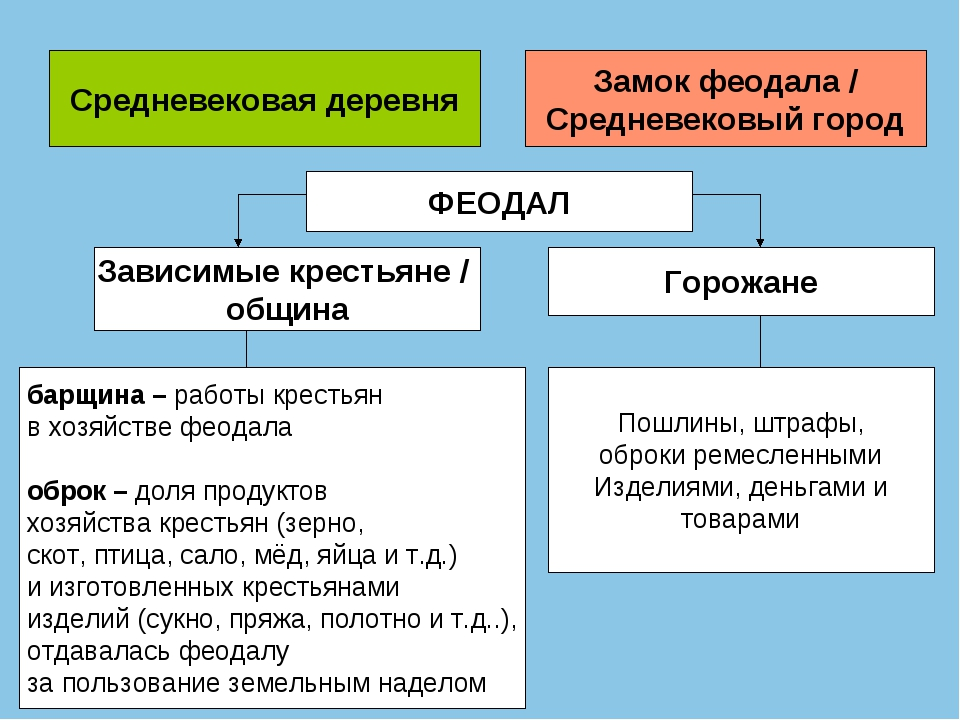 Средневековая деревня
Замок феодала /
Средневековый город
ФЕОДАЛ
Зависимые крестьяне /
община
Горожане
барщина – работы крестьян
в хозяйстве феодала
оброк – доля продуктов
хозяйства крестьян (зерно,
скот, птица, сало, мёд, яйца и т.д.)
и изготовленных крестьянами
изделий (сукно, пряжа, полотно и т.д..),
отдавалась феодалу
за пользование земельным наделом
Пошлины, штрафы,
оброки ремесленными
Изделиями, деньгами и
товарами